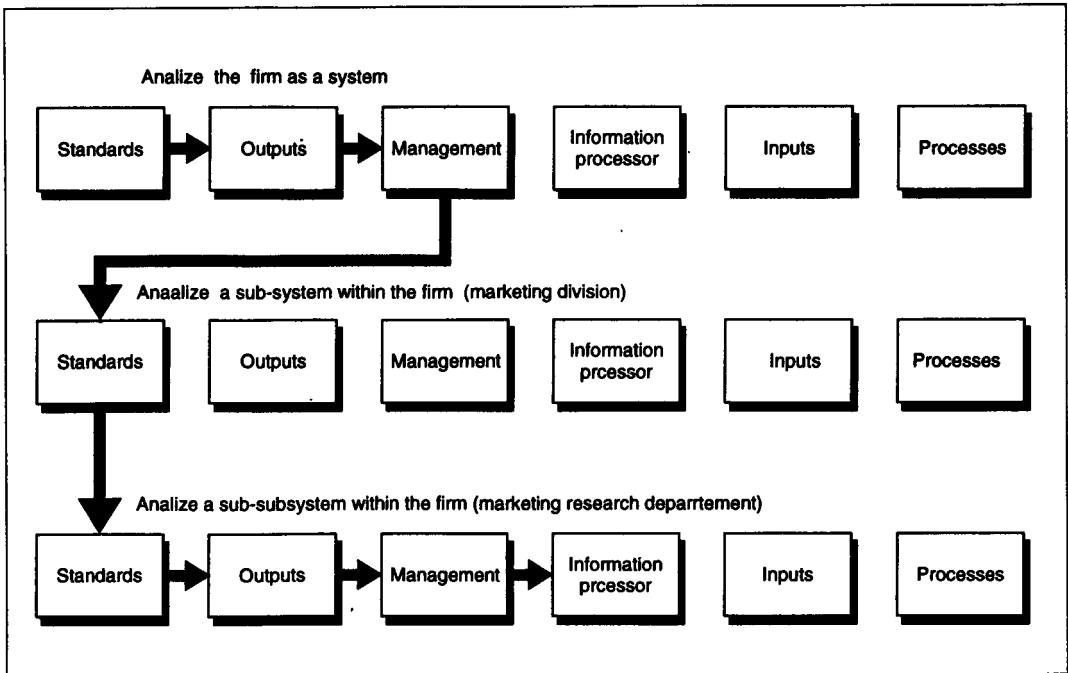 Analize the firm as a system
Standards
Outputs
Management
Information
processor
Inputs
Processes
Anaalize a sub-system within the firm (marketing division)
Standards
Outputs
Management
Information
prcessor
Inputs
Processes
Analize a sub-subsystem within the firm (marketing research deparrtement)
Standards
Outputs
Management
Information
prcessor
Inputs
Processes